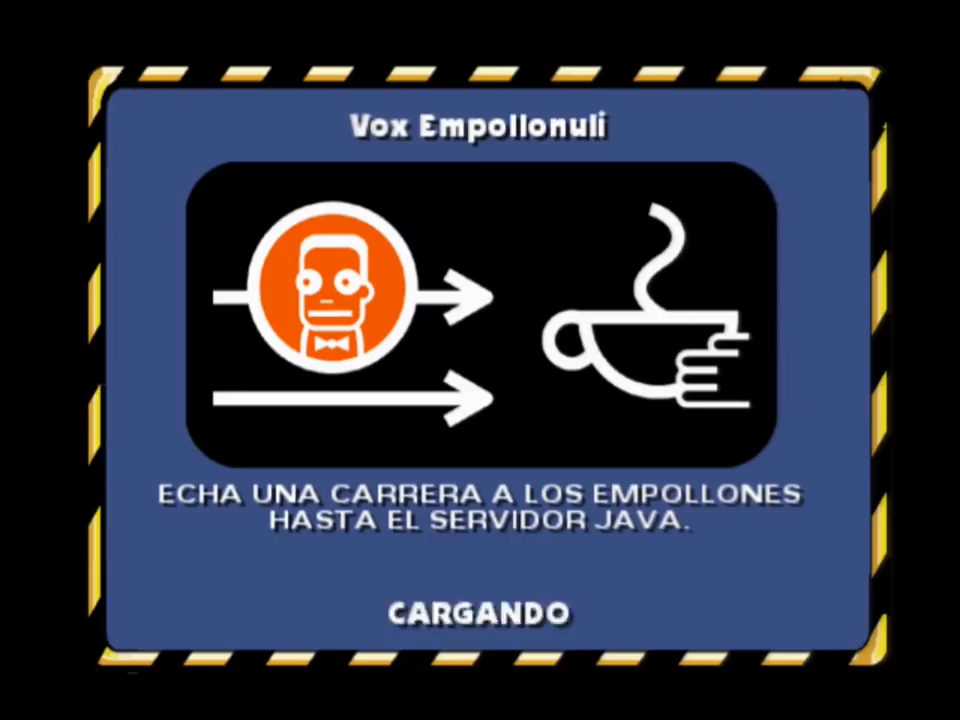 Vox Empollonuli
ECHA UNA CARRERA A LOS EMPOLLONES
HASTA EL SERVIDOR JAVA.
CARGANDO